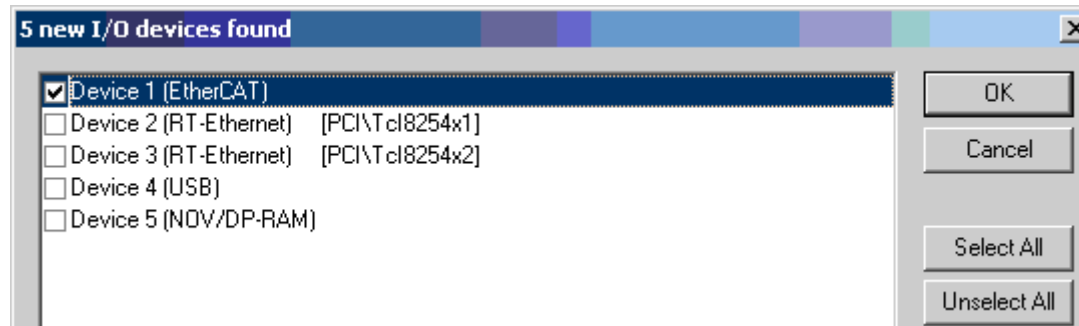 5 new I/O devices found
Device 1 (EtherCAT)
Device 2 (RT-Ethernet) [PCI\TcI8254x1]
Device 3 (RT-Ethernet) [PCI\TcI8254x2]
Device 4 (USB)
Device 5 (NOV/DP-RAM)
OK
Cancel
Select All
Unselect All